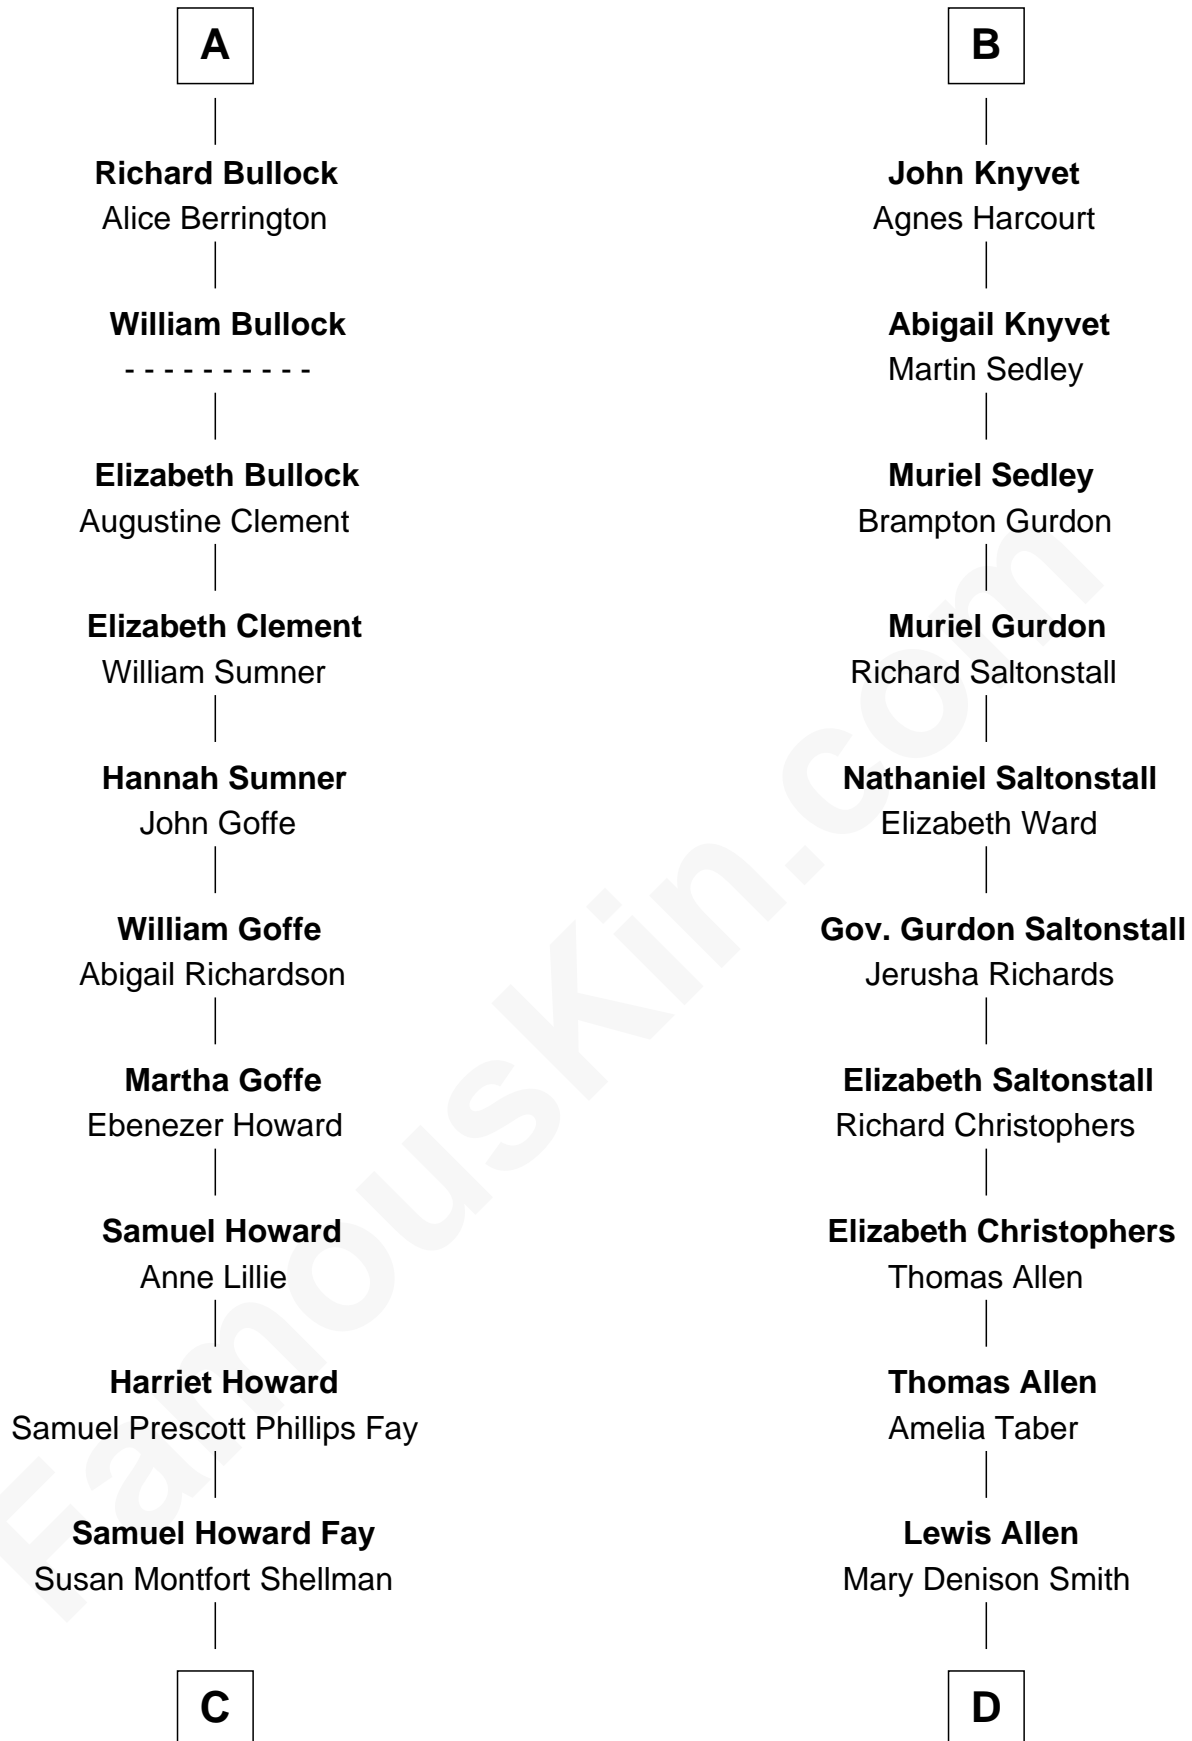 A
Richard Bullock
Alice Berrington
William Bullock
- - - - - - - - - -
Elizabeth Bullock
Augustine Clement
Elizabeth Clement
William Sumner
Hannah Sumner
John Goffe
William Goffe
Abigail Richardson
Martha Goffe
Ebenezer Howard
Samuel Howard
Anne Lillie
Harriet Howard
Samuel Prescott Phillips Fay
Samuel Howard Fay
Susan Montfort Shellman
C
B
John Knyvet
Agnes Harcourt
Abigail Knyvet
Martin Sedley
Muriel Sedley
Brampton Gurdon
Muriel Gurdon
Richard Saltonstall
Nathaniel Saltonstall
Elizabeth Ward
Gov. Gurdon Saltonstall
Jerusha Richards
Elizabeth Saltonstall
Richard Christophers
Elizabeth Christophers
Thomas Allen
Thomas Allen
Amelia Taber
Lewis Allen
Mary Denison Smith
D
FamousKin.com